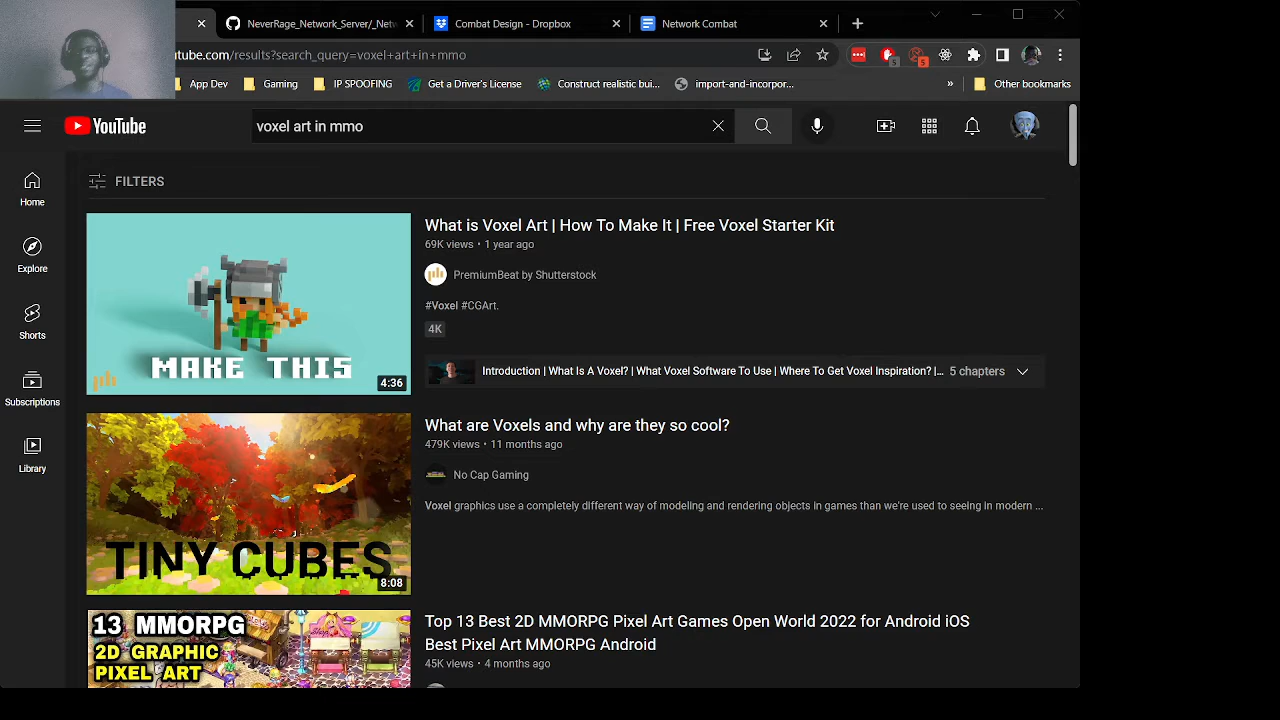 NeverRage_Network_Server/_Netw
Combat Design - Dropbox
Network Combat
tube.com/results?search_query=voxel+art+in+mmo
5
5
App Dev
Gaming
IP SPOOFING
Get a Driver's License
Construct realistic bui...
import-and-incorpor...
»
Other bookmarks
YouTube
voxel art in mmo
FILTERS
Home
Explore
Shorts
Subscriptions
Library
MAKE THIS
4:36
What is Voxel Art | How To Make It | Free Voxel Starter Kit
69K views • 1 year ago
PremiumBeat by Shutterstock
#Voxel #CGArt.
4K
Introduction | What Is A Voxel? | What Voxel Software To Use | Where To Get Voxel Inspiration? |...
5 chapters
TINY CUBES
8:08
What are Voxels and why are they so cool?
479K views • 11 months ago
No Cap Gaming
Voxel graphics use a completely different way of modeling and rendering objects in games than we're used to seeing in modern ...
13 MMORPG
2D GRAPHIC
PIXEL ART
Top 13 Best 2D MMORPG Pixel Art Games Open World 2022 for Android iOS
Best Pixel Art MMORPG Android
45K views • 4 months ago